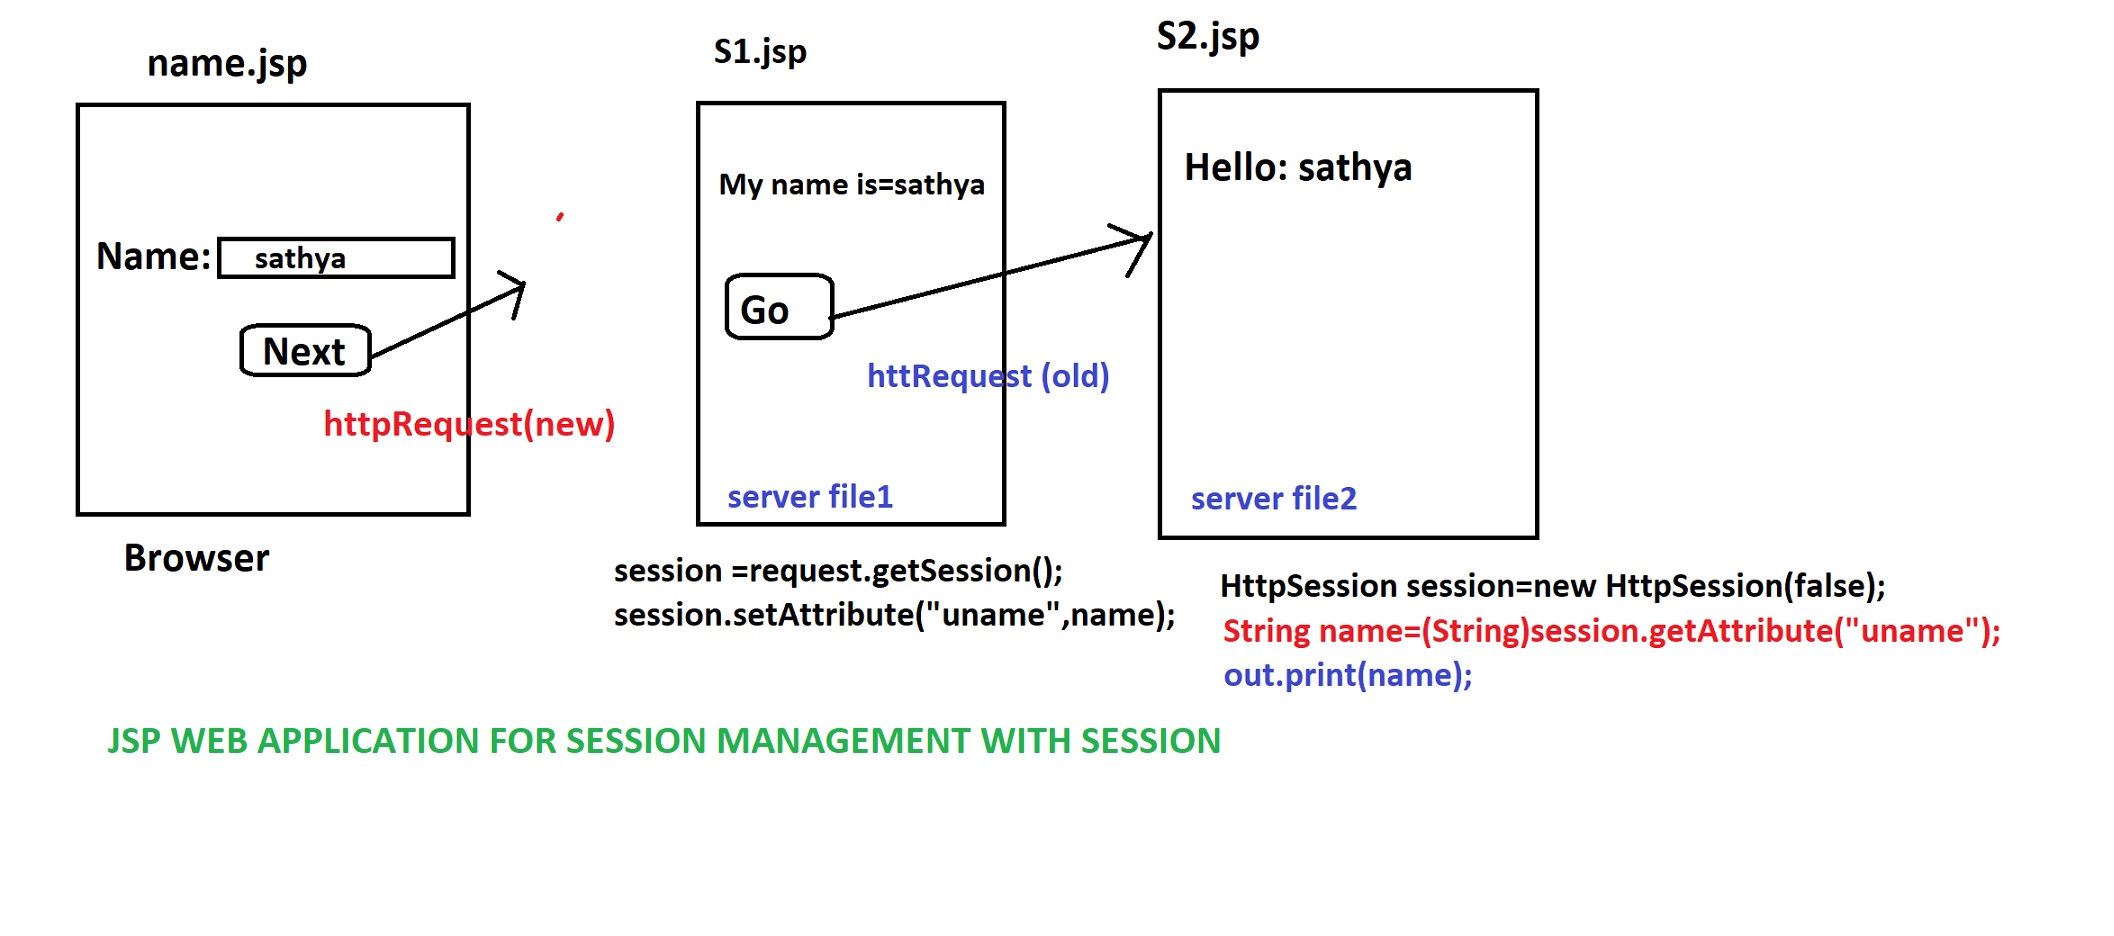 name.jsp
Name:
sathya
Next
httpRequest(new)
Browser
S1.jsp
My name is=sathya
Go
httRequest (old)
server file1
session =request.getSession();
session.setAttribute("uname",name);
S2.jsp
Hello: sathya
server file2
HttpSession session=new HttpSession(false);
String name=(String)session.getAttribute("uname");
out.print(name);
JSP WEB APPLICATION FOR SESSION MANAGEMENT WITH SESSION